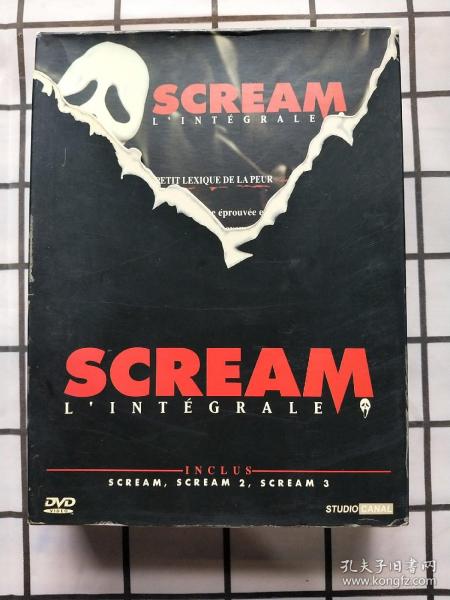 SCREAM
L'INTÉGRALE
PETIT LEXIQUE DE LA PEUR
e éprouvée e
SCREAM
L'INTÉGRALE
INCLUS
SCREAM, SCREAM 2, SCREAM 3
DVD
VIDEO
STUDIO CANAL
孔夫子旧书网
www.kongfz.com